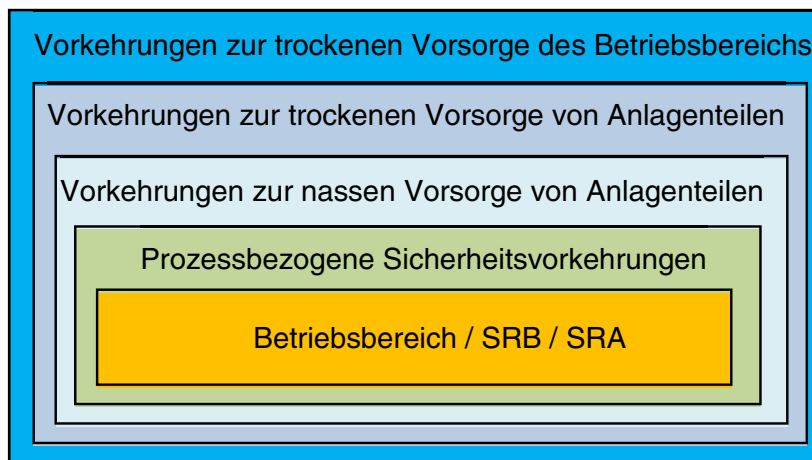 Vorkehrungen zur trockenen Vorsorge des Betriebsbereichs
Vorkehrungen zur trockenen Vorsorge von Anlagenteilen
Vorkehrungen zur nassen Vorsorge von Anlagenteilen
Prozessbezogene Sicherheitsvorkehrungen
Betriebsbereich / SRB / SRA